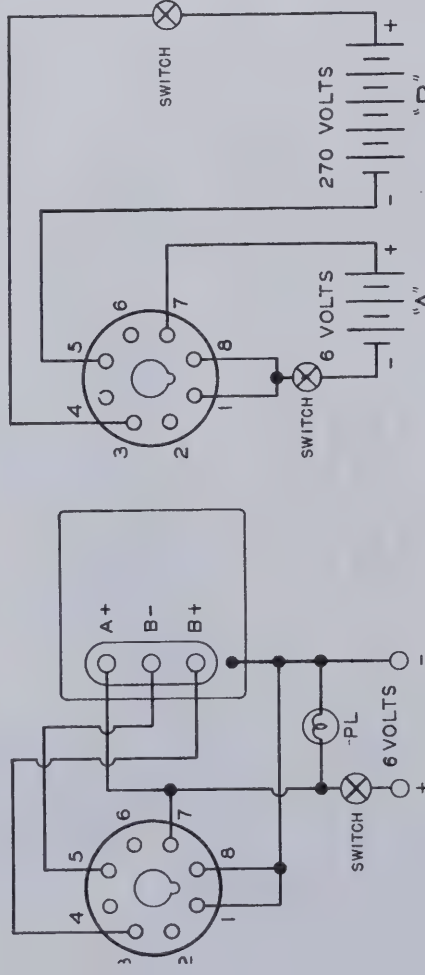 SWITCH
4
5
6
3
7
2
8
1
270 VOLTS
- +
6 VOLTS
- +
SWITCH
"A"
"B"
4
5
6
3
7
2
8
1
A+
B-
B+
PL
SWITCH
6 VOLTS
+ -